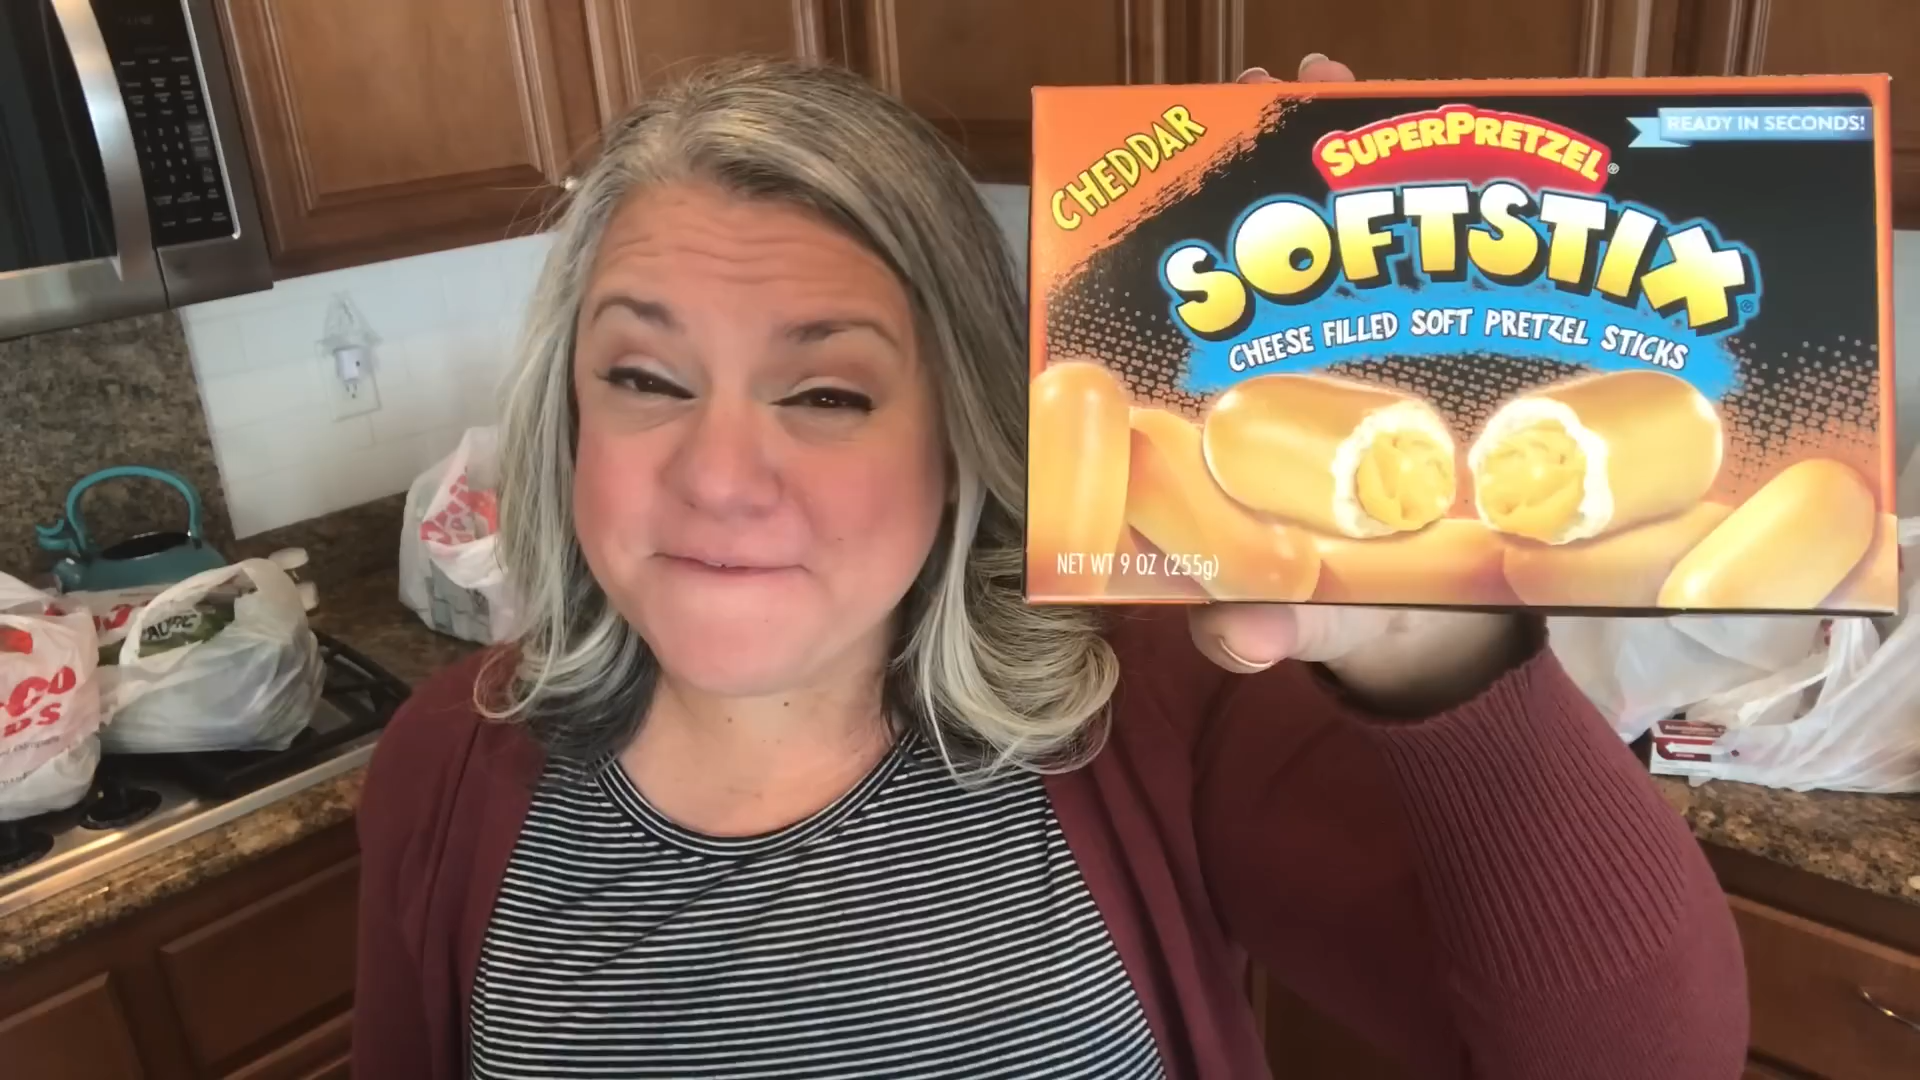 CHEDDAR
SUPERPRETZEL®
READY IN SECONDS!
SOFTSTIX®
CHEESE FILLED SOFT PRETZEL STICKS
NET WT 9 OZ (255g)